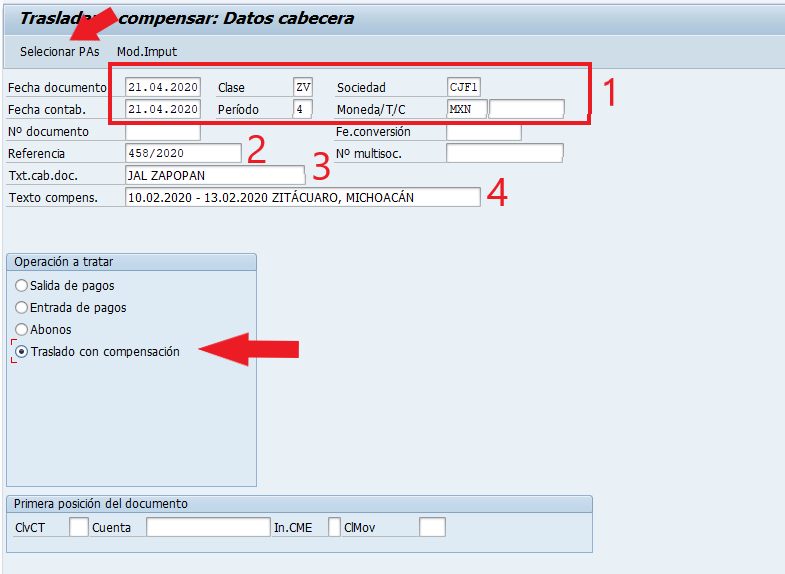 Traslado compensar: Datos cabecera
Selecionar PAs Mod.Imput
Fecha documento 21.04.2020 Clase ZV Sociedad CJF1 1
Fecha contab. 21.04.2020 Período 4 Moneda/T/C MXN
Nº documento Fe.conversión
Referencia 458/2020 2 Nº multisoc.
Txt.cab.doc. JAL ZAPOPAN 3
Texto compens. 10.02.2020 - 13.02.2020 ZITÁCUARO, MICHOACÁN 4
Operación a tratar
Salida de pagos
Entrada de pagos
Abonos
Traslado con compensación
Primera posición del documento
ClvCT Cuenta In.CME ClMov